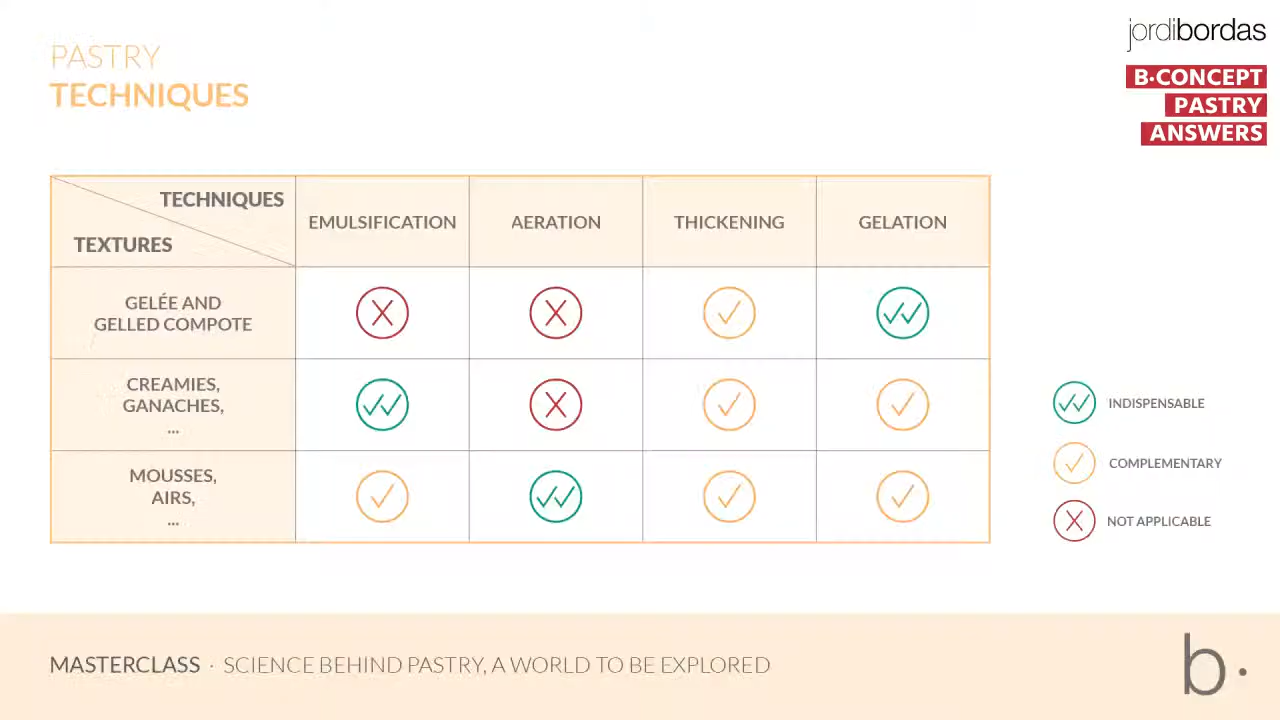 PASTRY
TECHNIQUES
jordibordas
B·CONCEPT
PASTRY
ANSWERS
TECHNIQUES
TEXTURES
EMULSIFICATION
AERATION
THICKENING
GELATION
GELÉE AND
GELLED COMPOTE
CREAMIES,
GANACHES,
...
MOUSSES,
AIRS,
...
INDISPENSABLE
COMPLEMENTARY
NOT APPLICABLE
MASTERCLASS · SCIENCE BEHIND PASTRY, A WORLD TO BE EXPLORED
b·